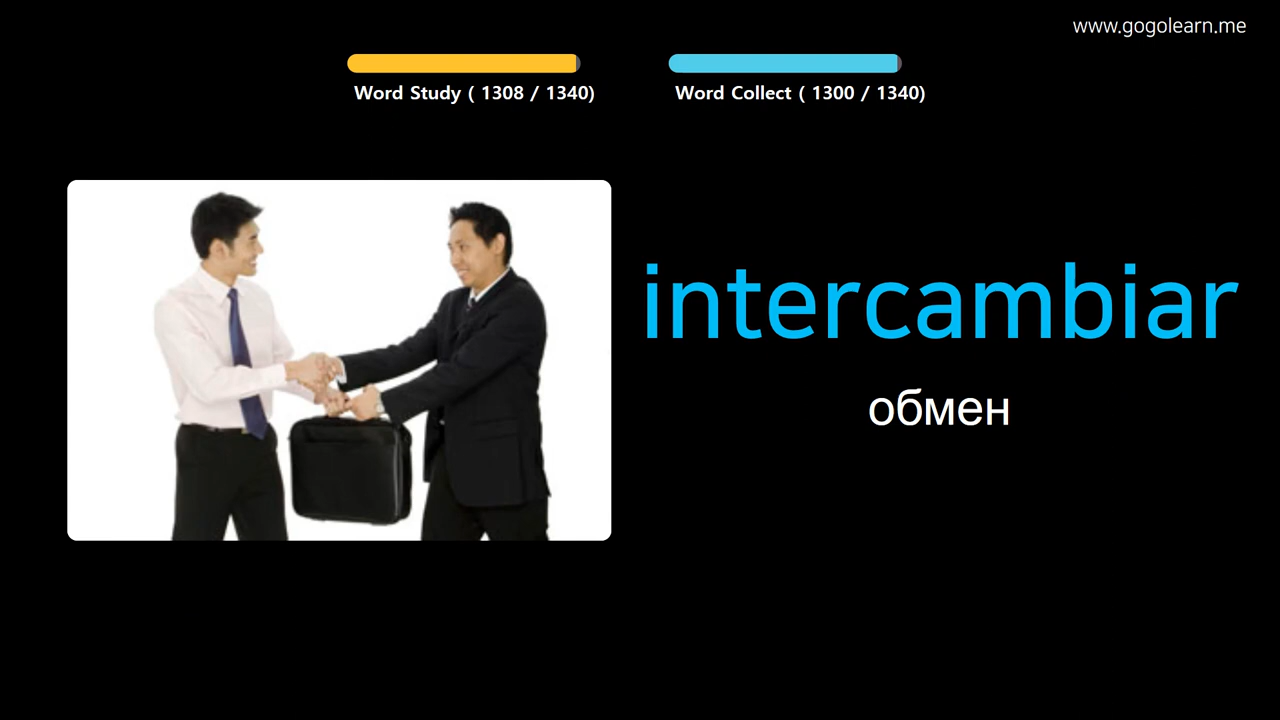 www.gogolearn.me
Word Study ( 1308 / 1340)
Word Collect ( 1300 / 1340)
intercambiar
обмен